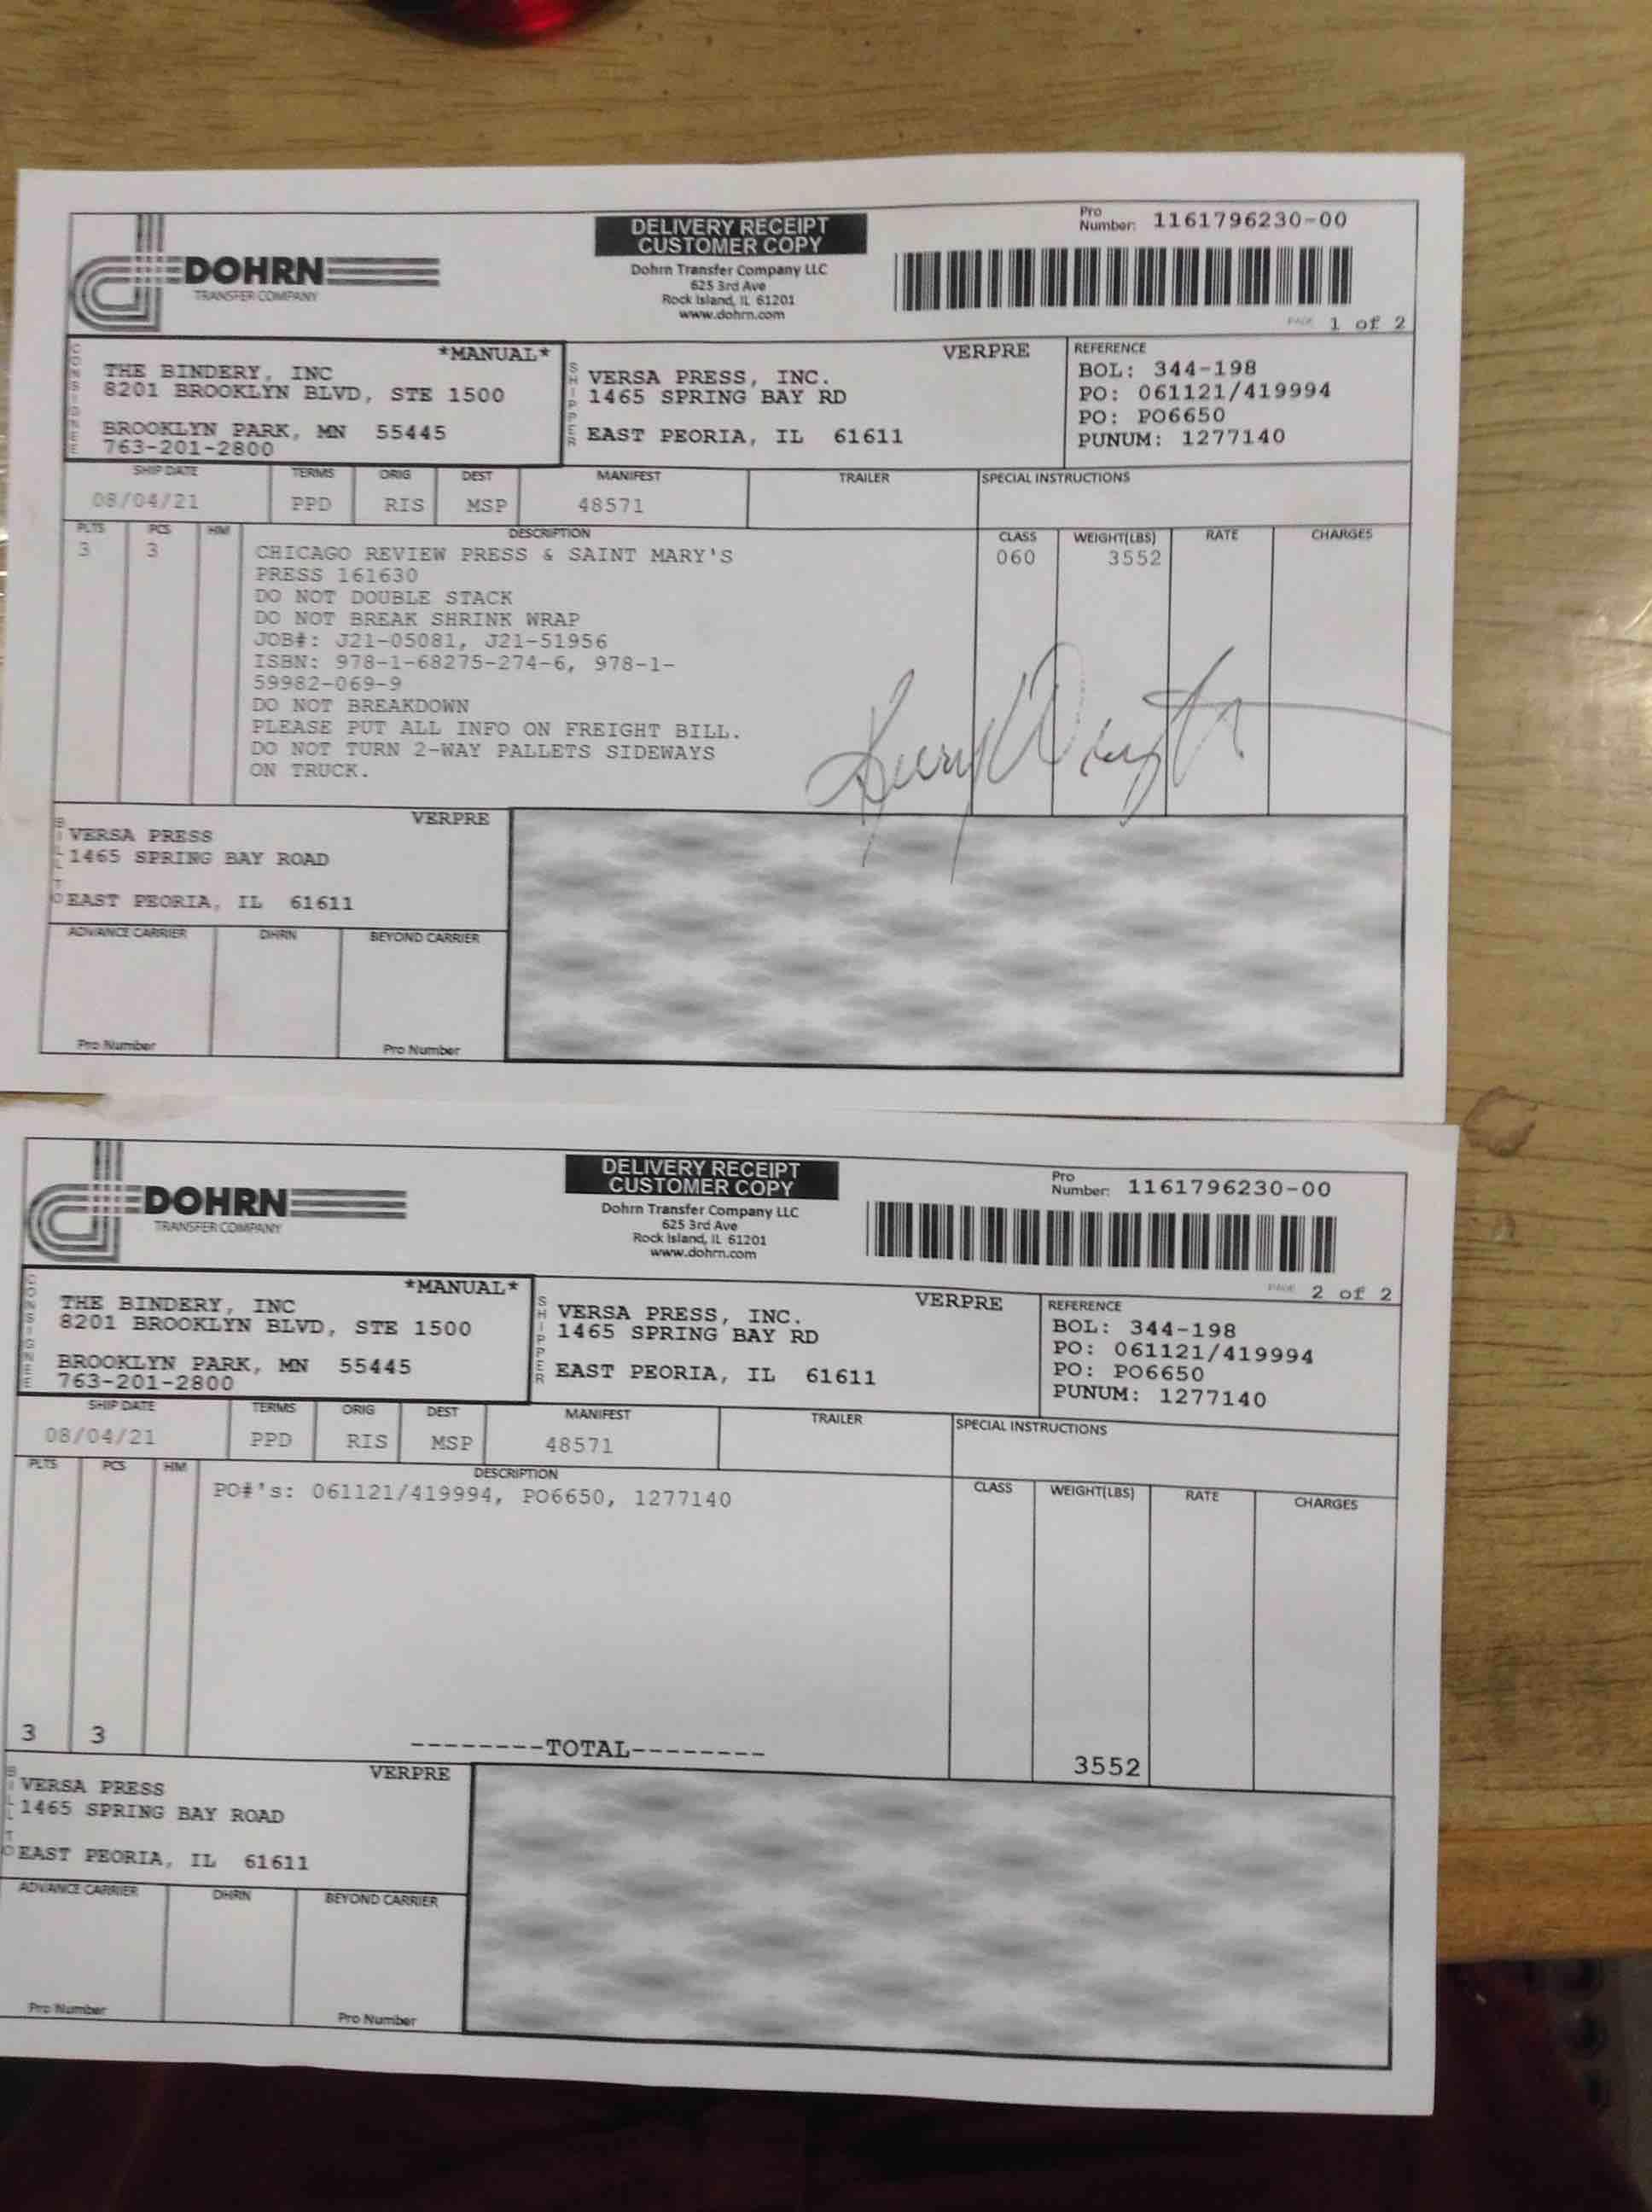 DOHRN
TRANSFER COMPANY
DELIVERY RECEIPT
CUSTOMER COPY
Dohrn Transfer Company LLC
625 3rd Ave
Rock Island, IL 61201
www.dohrn.com
Pro
Number: 1161796230-00
PAGE 1 of 2
CONSIGNEE
*MANUAL*
THE BINDERY, INC
8201 BROOKLYN BLVD, STE 1500
BROOKLYN PARK, MN 55445
763-201-2800
SHIPPER
VERPRE
VERSA PRESS, INC.
1465 SPRING BAY RD
EAST PEORIA, IL 61611
REFERENCE
BOL: 344-198
PO: 061121/419994
PO: PO6650
PUNUM: 1277140
SHIP DATE TERMS ORIG DEST MANIFEST TRAILER SPECIAL INSTRUCTIONS
08/04/21 PPD RIS MSP 48571
PLTS PCS HM DESCRIPTION CLASS WEIGHT(LBS) RATE CHARGES
3 3 CHICAGO REVIEW PRESS & SAINT MARY'S 060 3552
PRESS 161630
DO NOT DOUBLE STACK
DO NOT BREAK SHRINK WRAP
JOB#: J21-05081, J21-51956
ISBN: 978-1-68275-274-6, 978-1-
59982-069-9
DO NOT BREAKDOWN
PLEASE PUT ALL INFO ON FREIGHT BILL.
DO NOT TURN 2-WAY PALLETS SIDEWAYS
ON TRUCK.
BILL TO
VERPRE
VERSA PRESS
1465 SPRING BAY ROAD
EAST PEORIA, IL 61611
ADVANCE CARRIER DHRN BEYOND CARRIER
Pro Number Pro Number
DOHRN
TRANSFER COMPANY
DELIVERY RECEIPT
CUSTOMER COPY
Dohrn Transfer Company LLC
625 3rd Ave
Rock Island, IL 61201
www.dohrn.com
Pro
Number: 1161796230-00
PAGE 2 of 2
CONSIGNEE
*MANUAL*
THE BINDERY, INC
8201 BROOKLYN BLVD, STE 1500
BROOKLYN PARK, MN 55445
763-201-2800
SHIPPER
VERPRE
VERSA PRESS, INC.
1465 SPRING BAY RD
EAST PEORIA, IL 61611
REFERENCE
BOL: 344-198
PO: 061121/419994
PO: PO6650
PUNUM: 1277140
SHIP DATE TERMS ORIG DEST MANIFEST TRAILER SPECIAL INSTRUCTIONS
08/04/21 PPD RIS MSP 48571
PLTS PCS HM DESCRIPTION CLASS WEIGHT(LBS) RATE CHARGES
PO#'s: 061121/419994, PO6650, 1277140
3 3 --------TOTAL-------- 3552
BILL TO
VERPRE
VERSA PRESS
1465 SPRING BAY ROAD
EAST PEORIA, IL 61611
ADVANCE CARRIER DHRN BEYOND CARRIER
Pro Number Pro Number